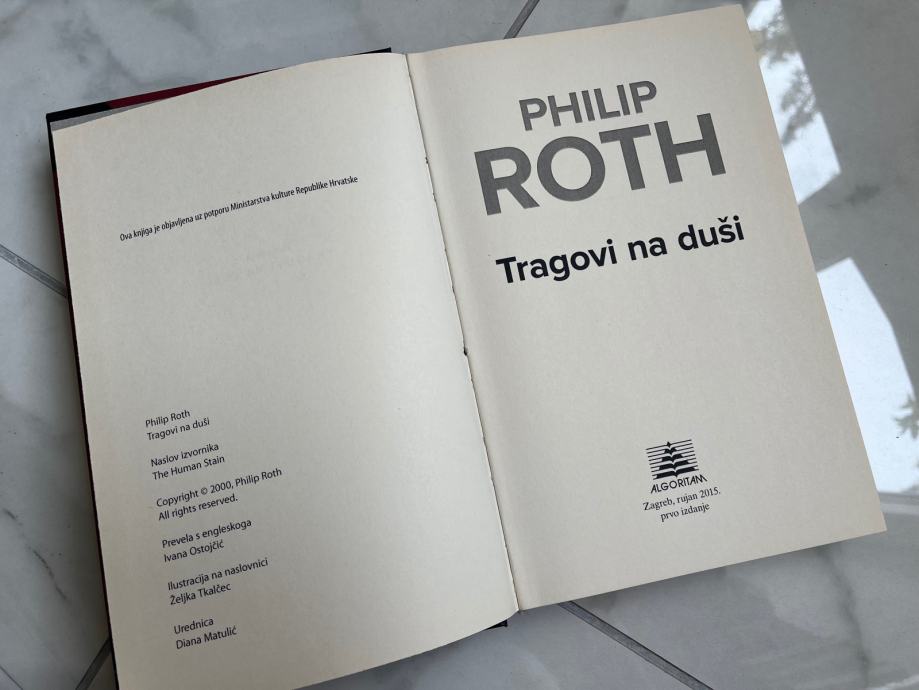 Ova knjiga je objavljena uz potporu Ministarstva kulture Republike Hrvatske
Philip Roth
Tragovi na duši
Naslov izvornika
The Human Stain
Copyright © 2000, Philip Roth
All rights reserved.
Prevela s engleskoga
Ivana Ostojčić
Ilustracija na naslovnici
Željka Tkalčec
Urednica
Diana Matulić
PHILIP
ROTH
Tragovi na duši
ALGORITAM
Zagreb, rujan 2015.
prvo izdanje